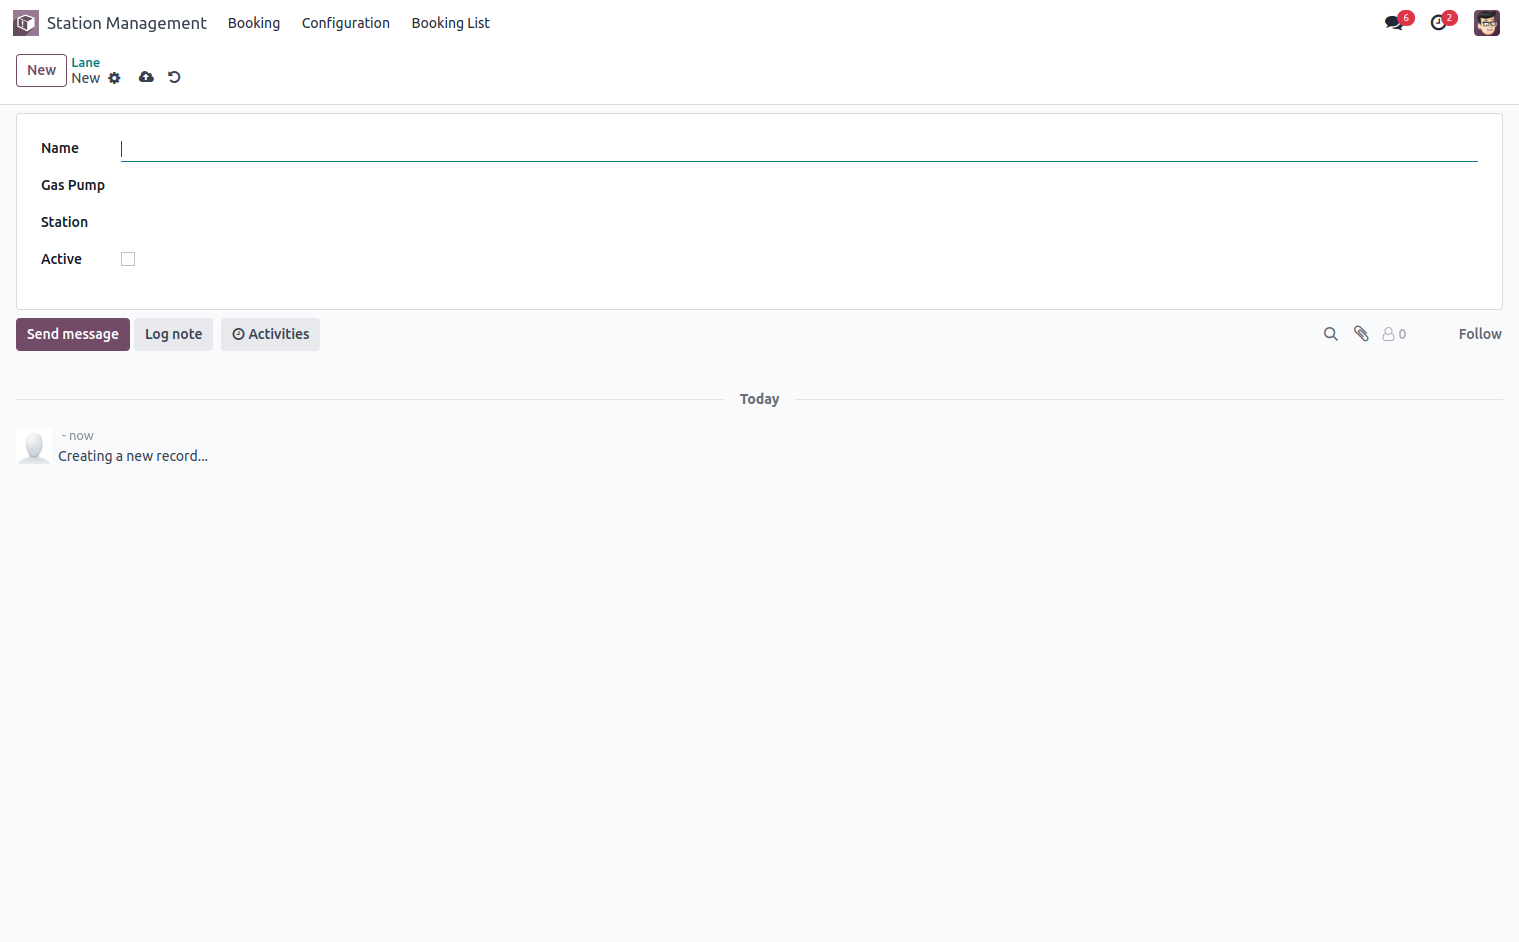 Station Management Booking Configuration Booking List 6 2
New Lane
New
Name
Gas Pump
Station
Active
Send message Log note Activities 0 Follow
Today
- now
Creating a new record...